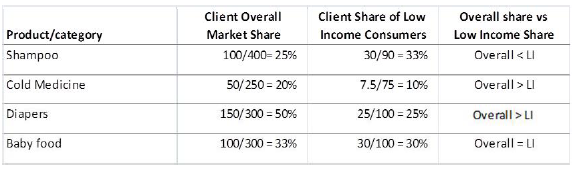 Product/category Client Overall Market Share Client Share of Low Income Consumers Overall share vs Low Income Share
Shampoo 100/400= 25% 30/90 = 33% Overall < LI
Cold Medicine 50/250 = 20% 7.5/75 = 10% Overall > LI
Diapers 150/300 = 50% 25/100 = 25% Overall > LI
Baby food 100/300 = 33% 30/100 = 30% Overall = LI